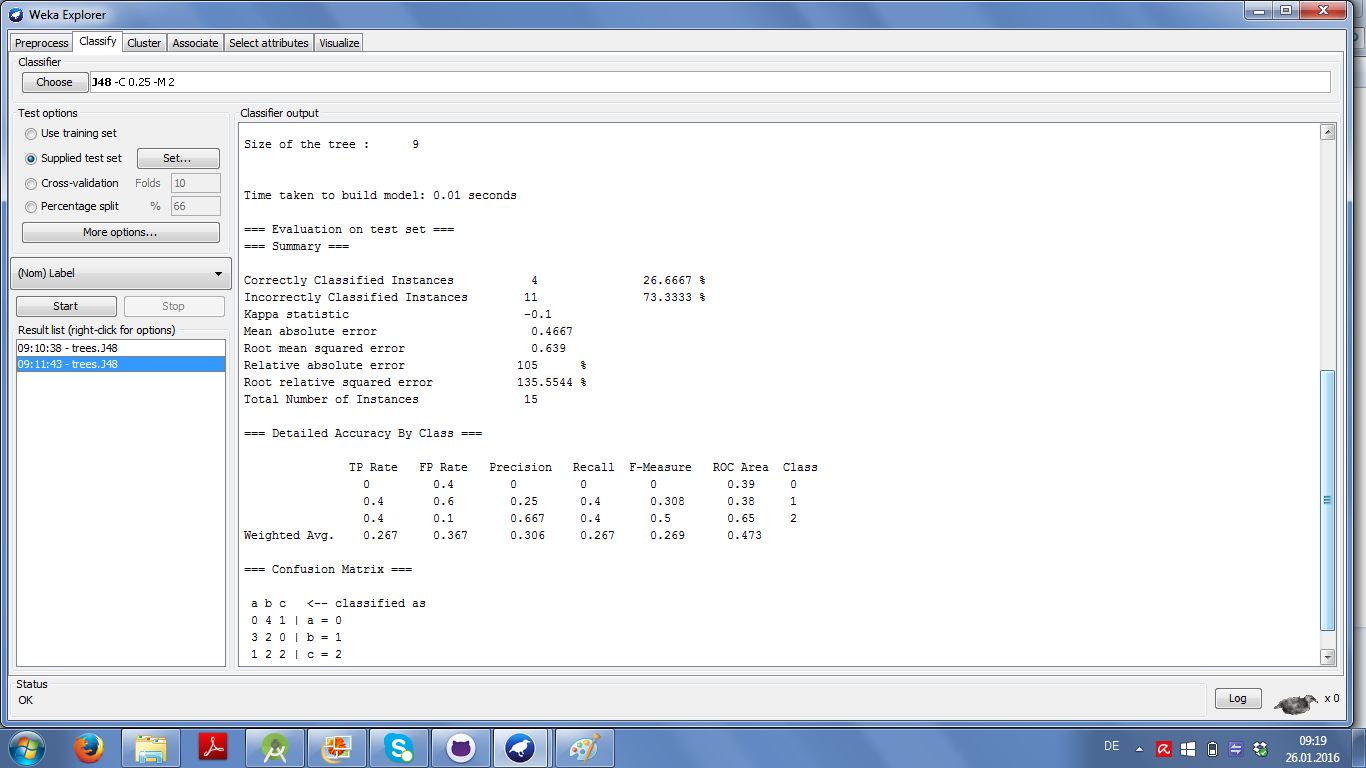 Weka Explorer
Preprocess Classify Cluster Associate Select attributes Visualize
Classifier
Choose J48 -C 0.25 -M 2
Test options
Use training set
Supplied test set Set...
Cross-validation Folds 10
Percentage split % 66
More options...
(Nom) Label
Start Stop
Result list (right-click for options)
09:10:38 - trees.J48
09:11:43 - trees.J48
Classifier output
Size of the tree : 9
Time taken to build model: 0.01 seconds
=== Evaluation on test set ===
=== Summary ===
Correctly Classified Instances 4 26.6667 %
Incorrectly Classified Instances 11 73.3333 %
Kappa statistic -0.1
Mean absolute error 0.4667
Root mean squared error 0.639
Relative absolute error 105 %
Root relative squared error 135.5544 %
Total Number of Instances 15
=== Detailed Accuracy By Class ===
TP Rate FP Rate Precision Recall F-Measure ROC Area Class
0 0.4 0 0 0 0.39 0
0.4 0.6 0.25 0.4 0.308 0.38 1
0.4 0.1 0.667 0.4 0.5 0.65 2
Weighted Avg. 0.267 0.367 0.306 0.267 0.269 0.473
=== Confusion Matrix ===
a b c <-- classified as
0 4 1 | a = 0
3 2 0 | b = 1
1 2 2 | c = 2
Status
OK
Log
x 0
DE
09:19
26.01.2016